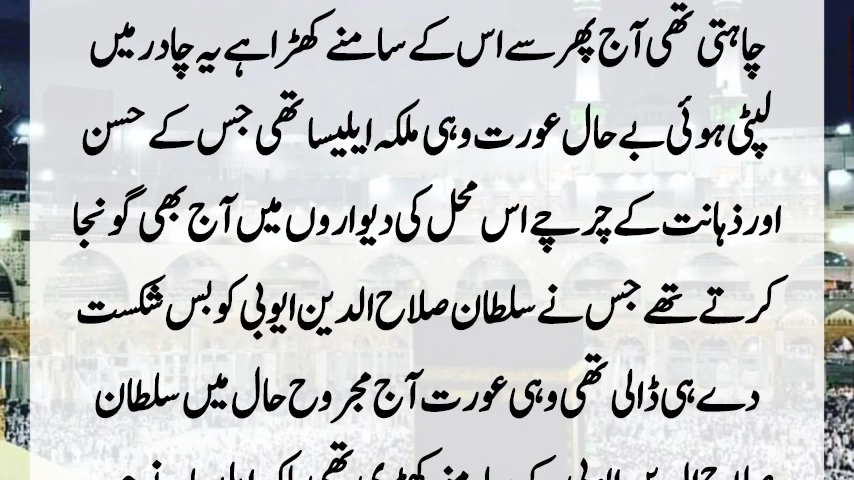 چاہتی تھی آج پھر سے اس کے سامنے کھڑا ہے یہ چادر میں
لپٹی ہوئی بے حال عورت وہی ملکہ ایلیسا تھی جس کے حسن
اور ذہانت کے چرچے اس محل کی دیواروں میں آج بھی گونجا
کرتے تھے جس نے سلطان صلاح الدین ایوبی کو بس شکست
دے ہی ڈالی تھی وہی عورت آج مجروح حال میں سلطان